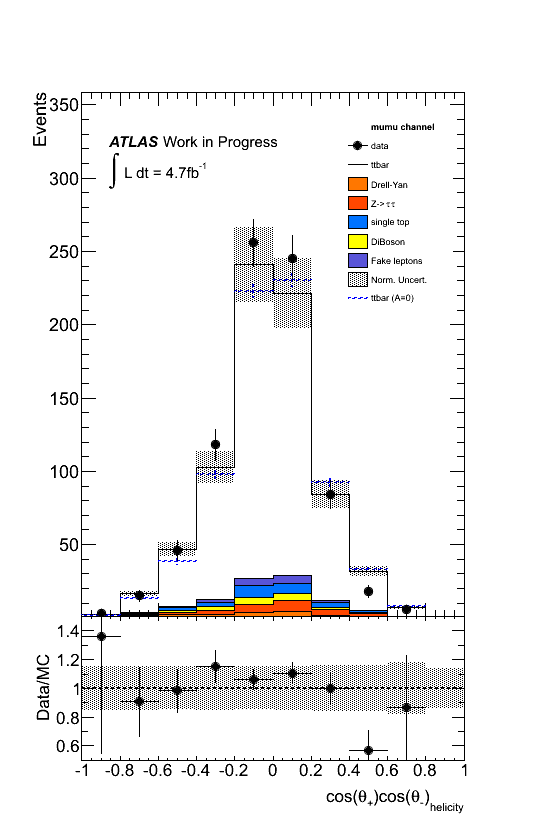 Events
350
300
250
200
150
100
50
ATLAS Work in Progress
∫ L dt = 4.7fb⁻¹
mumu channel
data
ttbar
Drell-Yan
Z->ττ
single top
DiBoson
Fake leptons
Norm. Uncert.
ttbar (A=0)
Data/MC
1.4
1.2
1
0.8
0.6
-1 -0.8 -0.6 -0.4 -0.2 0 0.2 0.4 0.6 0.8 1
cos(θ₊)cos(θ₋)helicity